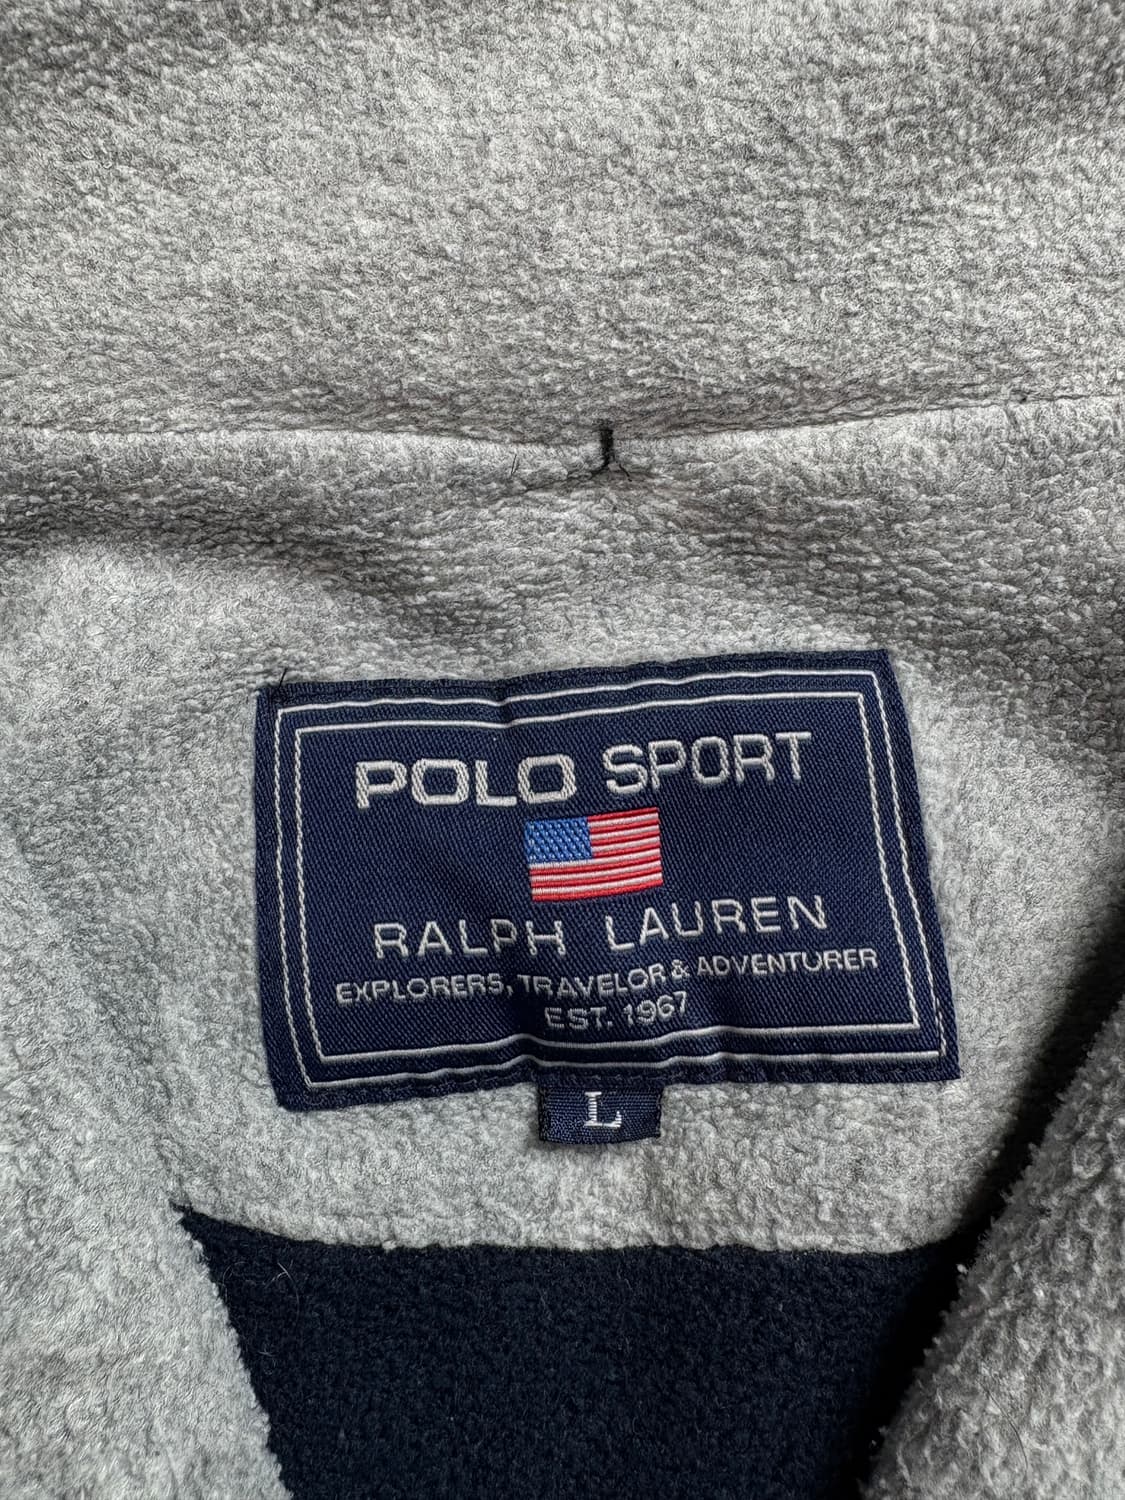 POLO SPORT
RALPH LAUREN
EXPLORERS, TRAVELOR & ADVENTURER
EST. 1967
L